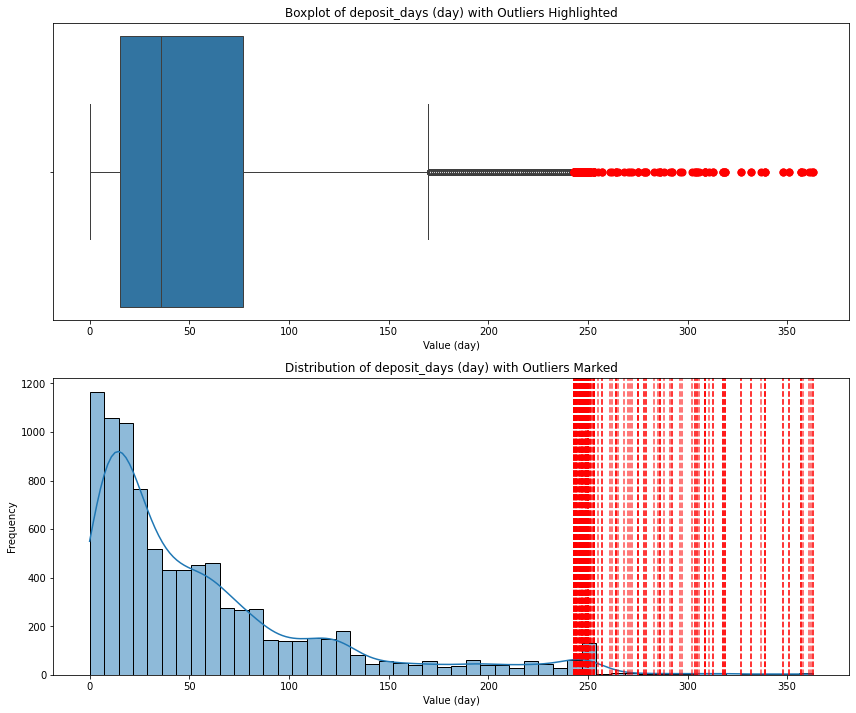 Boxplot of deposit_days (day) with Outliers Highlighted
0 50 100 150 200 250 300 350
Value (day)
Distribution of deposit_days (day) with Outliers Marked
1200
1000
800
600
400
200
0
Frequency
0 50 100 150 200 250 300 350
Value (day)